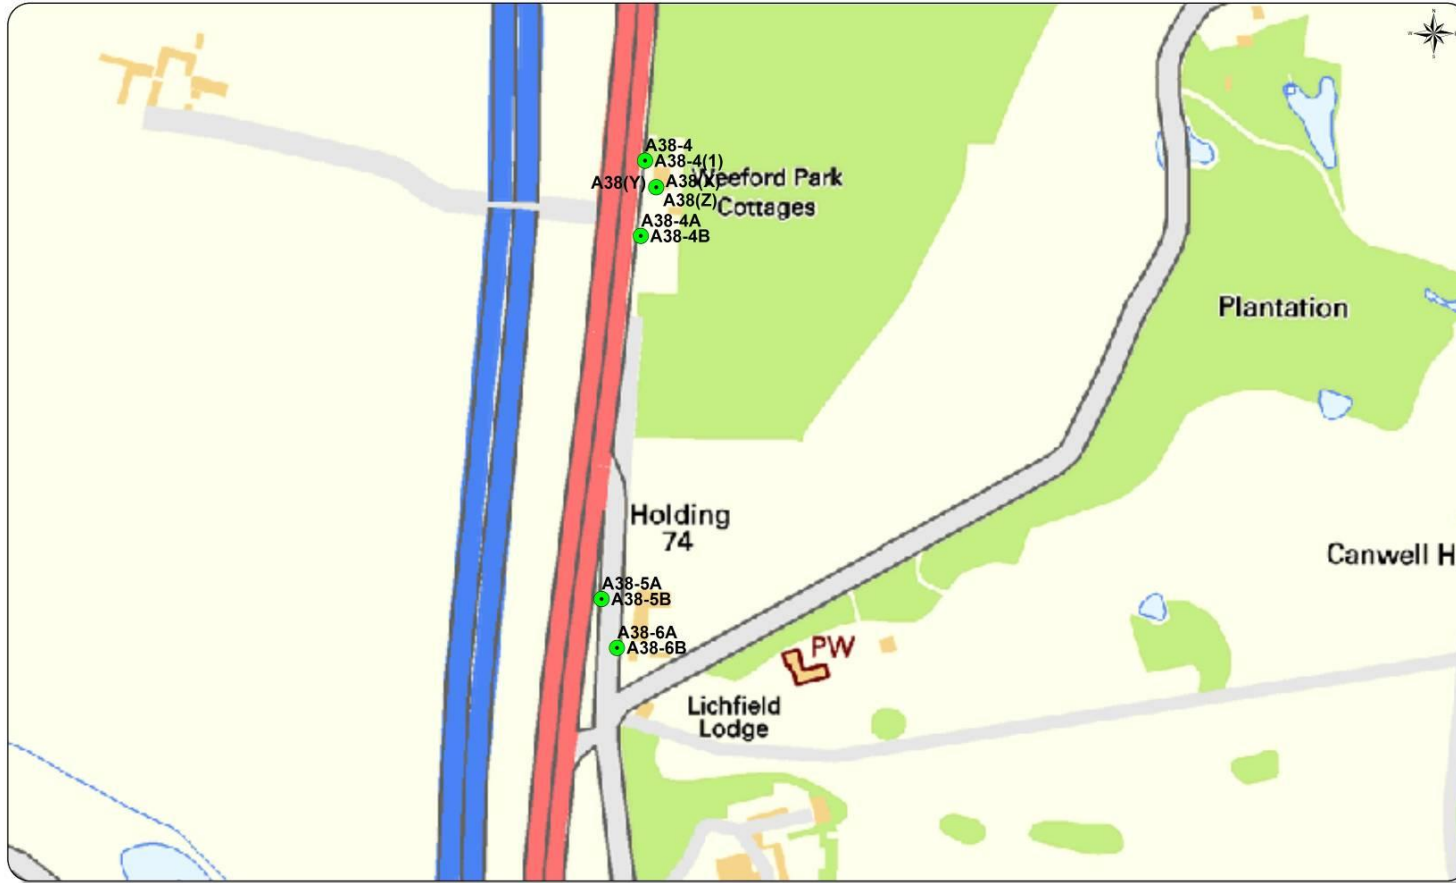 N
W
S
A38-4
A38-4(1)
A38(Y)
A38(X)
A38(Z)
Weeford Park
Cottages
A38-4A
A38-4B
Plantation
Holding
74
Canwell H
A38-5A
A38-5B
A38-6A
A38-6B
PW
Lichfield
Lodge